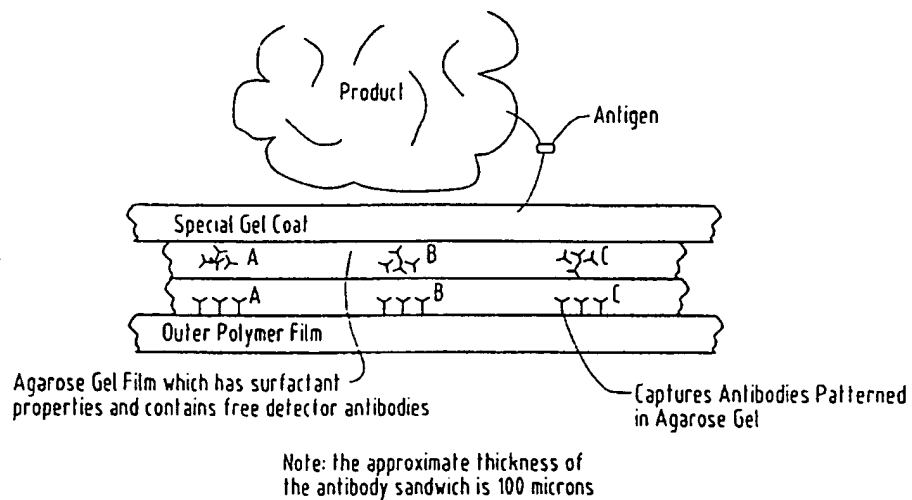 Product
Antigen
Special Gel Coat
A
B
C
A
B
C
Outer Polymer Film
Agarose Gel Film which has surfactant
properties and contains free detector antibodies
Captures Antibodies Patterned
in Agarose Gel
Note: the approximate thickness of
the antibody sandwich is 100 microns